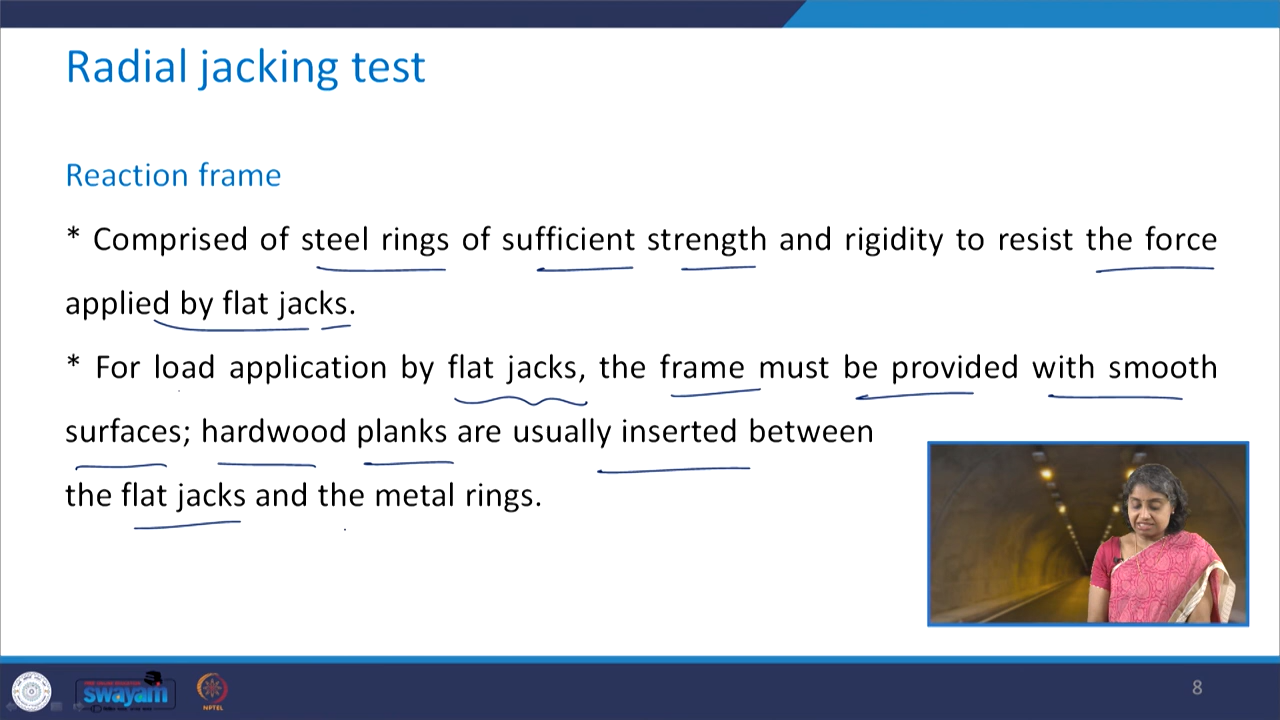 Radial jacking test
Reaction frame
* Comprised of steel rings of sufficient strength and rigidity to resist the force
applied by flat jacks.
* For load application by flat jacks, the frame must be provided with smooth
surfaces; hardwood planks are usually inserted between
the flat jacks and the metal rings.
swayam
NPTEL
8